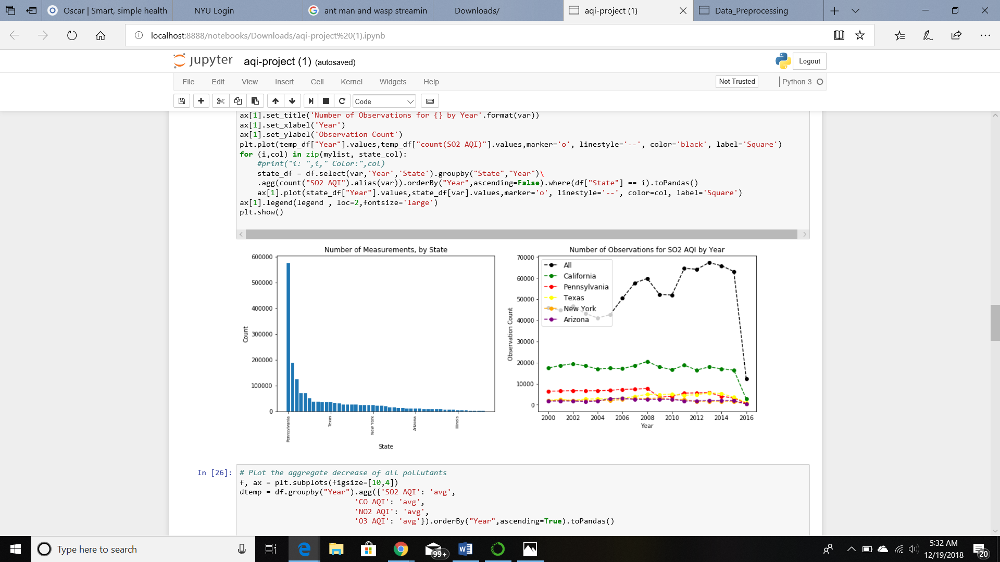 Oscar | Smart, simple health
NYU Login
ant man and wasp streamin
Downloads/
aqi-project (1)
Data_Preprocessing
localhost:8888/notebooks/Downloads/aqi-project%20(1).ipynb
jupyter aqi-project (1) (autosaved)
Logout
File Edit View Insert Cell Kernel Widgets Help
Not Trusted
Python 3
Code
ax[1].set_title('Number of Observations for {} by Year'.format(var))
ax[1].set_xlabel('Year')
ax[1].set_ylabel('Observation Count')
plt.plot(temp_df["Year"].values,temp_df["count(SO2 AQI)"].values,marker='o', linestyle='--', color='black', label='Square')
for (i,col) in zip(mylist, state_col):
    #print("i: ",i," Color:",col)
    state_df = df.select(var,'Year','State').groupby("State","Year")\
    .agg(count("SO2 AQI").alias(var)).orderBy("Year",ascending=False).where(df["State"] == i).toPandas()
    ax[1].plot(state_df["Year"].values,state_df[var].values,marker='o', linestyle='--', color=col, label='Square')
ax[1].legend(legend , loc=2,fontsize='large')
plt.show()
Number of Measurements, by State
600000
500000
400000
300000
200000
100000
0
Count
Pennsylvania
Texas
New York
Arizona
Illinois
State
Number of Observations for SO2 AQI by Year
70000
60000
50000
40000
30000
20000
10000
0
Observation Count
All
California
Pennsylvania
Texas
New York
Arizona
2000 2002 2004 2006 2008 2010 2012 2014 2016
Year
In [26]:
# Plot the aggregate decrease of all pollutants
f, ax = plt.subplots(figsize=[10,4])
dtemp = df.groupby("Year").agg({'SO2 AQI': 'avg',
                          'CO AQI': 'avg',
                          'NO2 AQI': 'avg',
                          'O3 AQI': 'avg'}).orderBy("Year",ascending=True).toPandas()
Type here to search
99+
5:32 AM
12/19/2018
20